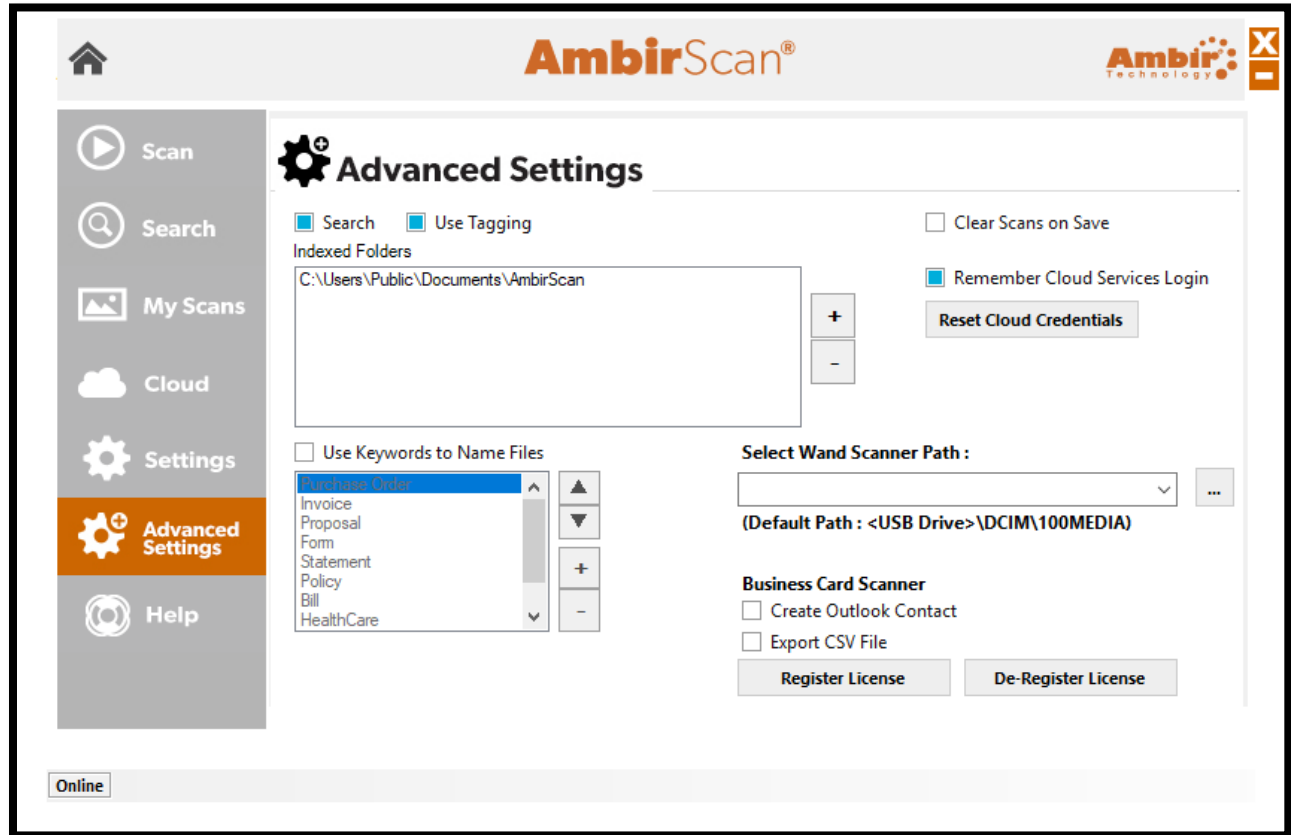 AmbirScan®
Ambir
Technology
X
-
Scan
Search
My Scans
Cloud
Settings
Advanced
Settings
Help
Advanced Settings
Search
Use Tagging
Clear Scans on Save
Indexed Folders
C:\Users\Public\Documents\AmbirScan
+
-
Remember Cloud Services Login
Reset Cloud Credentials
Use Keywords to Name Files
Purchase Order
Invoice
Proposal
Form
Statement
Policy
Bill
HealthCare
+
-
Select Wand Scanner Path :
...
(Default Path : <USB Drive>\DCIM\100MEDIA)
Business Card Scanner
Create Outlook Contact
Export CSV File
Register License
De-Register License
Online